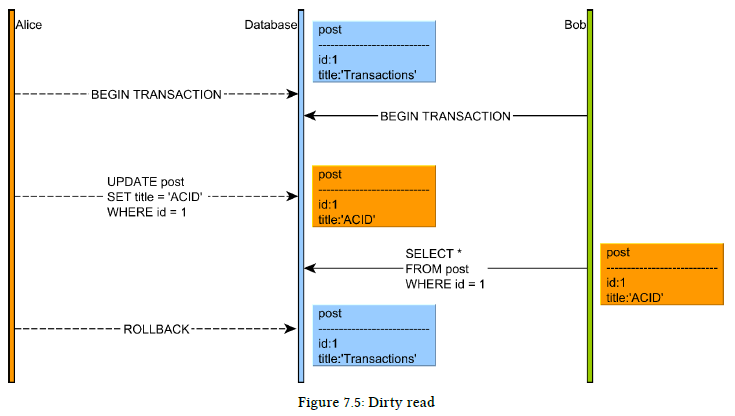 Alice
Database
Bob
post
----------------------------
id:1
title:'Transactions'
BEGIN TRANSACTION
BEGIN TRANSACTION
UPDATE post
SET title = 'ACID'
WHERE id = 1
post
----------------------------
id:1
title:'ACID'
SELECT *
FROM post
WHERE id = 1
post
----------------------------
id:1
title:'ACID'
ROLLBACK
post
----------------------------
id:1
title:'Transactions'
Figure 7.5: Dirty read